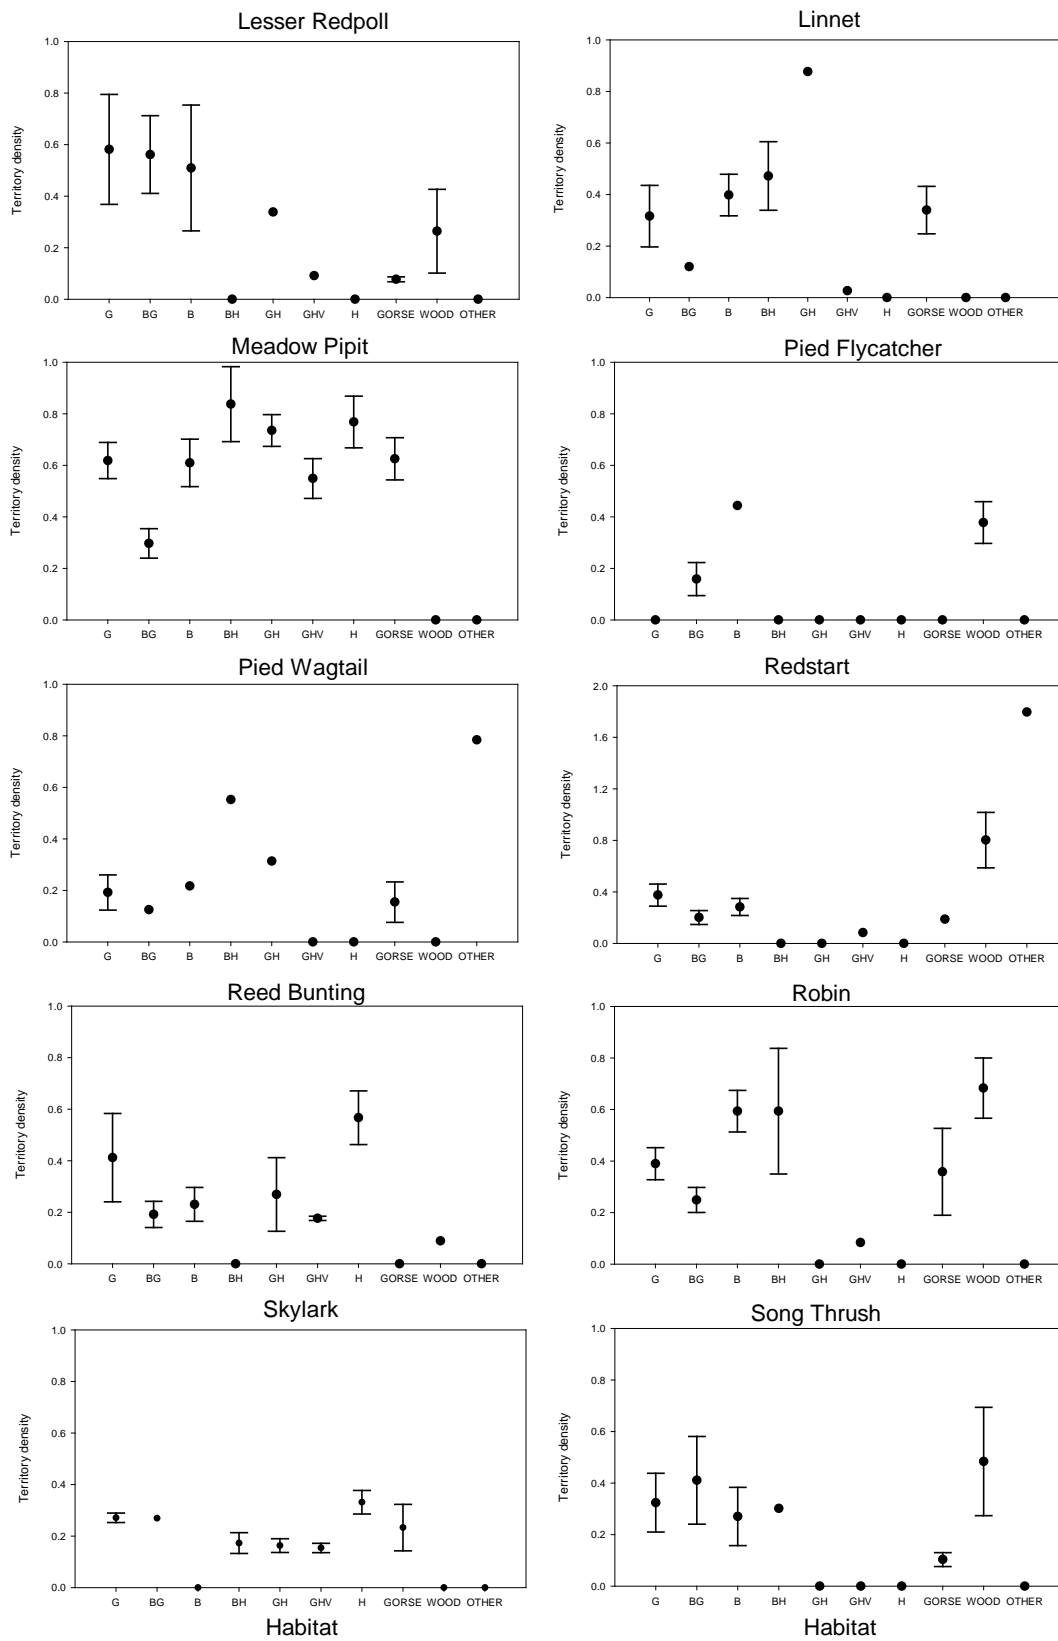 Lesser Redpoll
1.0
0.8
0.6
0.4
0.2
0.0
Territory density
G BG B BH GH GHV H GORSE WOOD OTHER
Linnet
1.0
0.8
0.6
0.4
0.2
0.0
Territory density
G BG B BH GH GHV H GORSE WOOD OTHER
Meadow Pipit
1.0
0.8
0.6
0.4
0.2
0.0
Territory density
G BG B BH GH GHV H GORSE WOOD OTHER
Pied Flycatcher
1.0
0.8
0.6
0.4
0.2
0.0
Territory density
G BG B BH GH GHV H GORSE WOOD OTHER
Pied Wagtail
1.0
0.8
0.6
0.4
0.2
0.0
Territory density
G BG B BH GH GHV H GORSE WOOD OTHER
Redstart
2.0
1.6
1.2
0.8
0.4
0.0
Territory density
G BG B BH GH GHV H GORSE WOOD OTHER
Reed Bunting
1.0
0.8
0.6
0.4
0.2
0.0
Territory density
G BG B BH GH GHV H GORSE WOOD OTHER
Robin
1.0
0.8
0.6
0.4
0.2
0.0
Territory density
G BG B BH GH GHV H GORSE WOOD OTHER
Skylark
1.0
0.8
0.6
0.4
0.2
0.0
Territory density
G BG B BH GH GHV H GORSE WOOD OTHER
Habitat
Song Thrush
1.0
0.8
0.6
0.4
0.2
0.0
Territory density
G BG B BH GH GHV H GORSE WOOD OTHER
Habitat